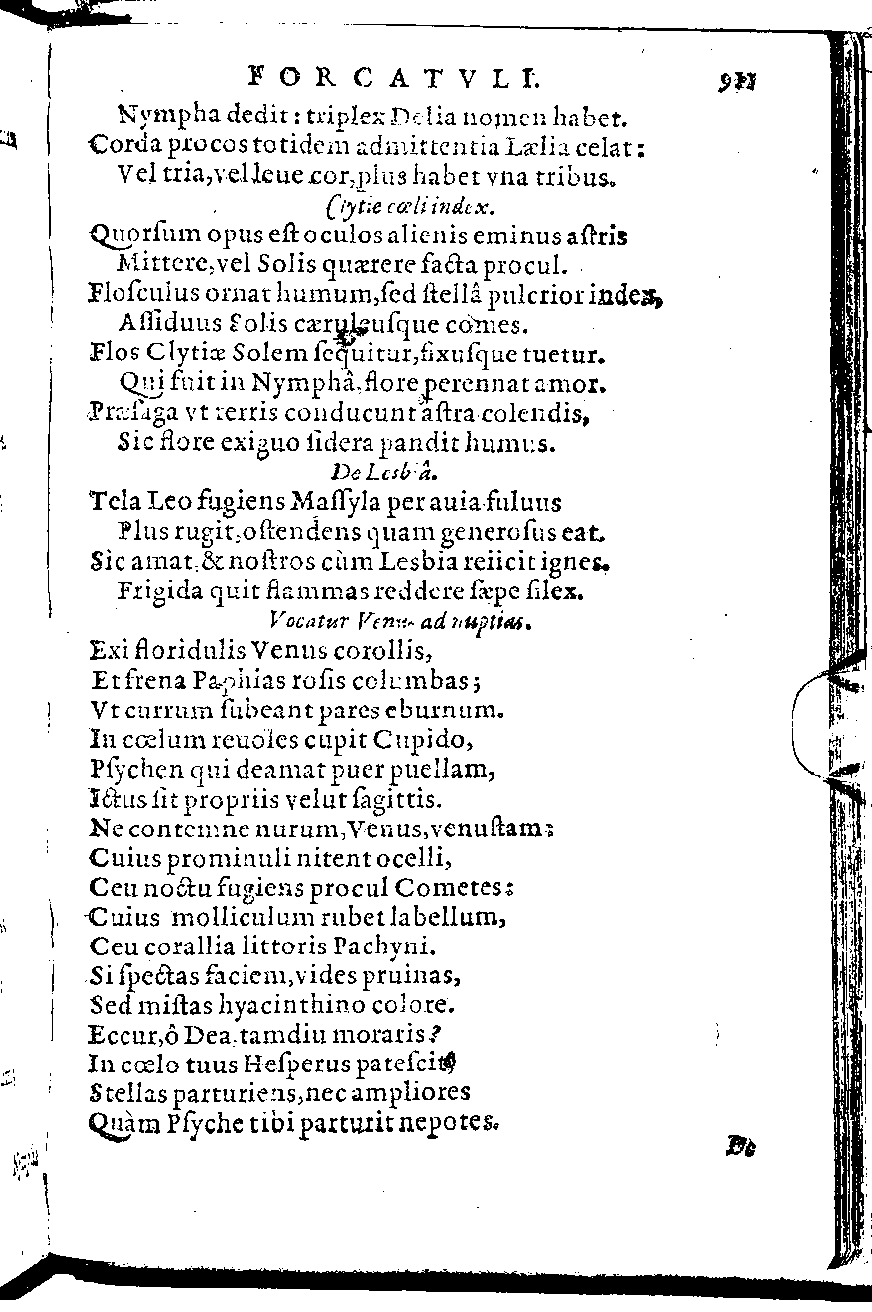 FORCATVLI.
Nympha dedit: triplex Delia nomen habet.
Corda procos totidem admittentia Lælia celat:
Vel tria, vel leue cor, plus habet vna tribus.
Clytie cœli index.
Quorſum opus eſt oculos alienis eminus aſtris
Mittere, vel Solis quærere facta procul.
Floſculus ornat humum, ſed ſtellâ pulcrior index,
Aſſiduus Solis cæruleuſque comes.
Flos Clytiæ Solem ſequitur, fixuſque tuetur.
Qui fuit in Nymphâ, flore perennat amor.
Præſaga vt terris conducunt aſtra colendis,
Sic flore exiguo ſidera pandit humus.
De Lesbiâ.
Tela Leo fugiens Maſſyla per auia fuluus
Plus rugit, oſtendens quam generoſus eat.
Sic amat, & noſtros cùm Lesbia reiicit ignes.
Frigida quit flammas reddere ſæpe ſilex.
Vocatur Venus ad nuptias.
Exi floridulis Venus corollis,
Et frena Paphias roſis columbas;
Vt currum ſubeant pares eburnum.
In cœlum reuoles cupit Cupido,
Pſychen qui deamat puer puellam,
Ictus ſit propriis velut ſagittis.
Ne contemne nurum, Venus, venuſtam:
Cuius prominuli nitent ocelli,
Ceu noctu fugiens procul Cometes:
Cuius molliculum rubet labellum,
Ceu corallia littoris Pachyni.
Si ſpectas faciem, vides pruinas,
Sed miſtas hyacinthino colore.
Eccur, ô Dea, tamdiu moraris?
In cœlo tuus Heſperus pateſcit,
Stellas parturiens, nec ampliores
Quàm Pſyche tibi parturit nepotes.
De